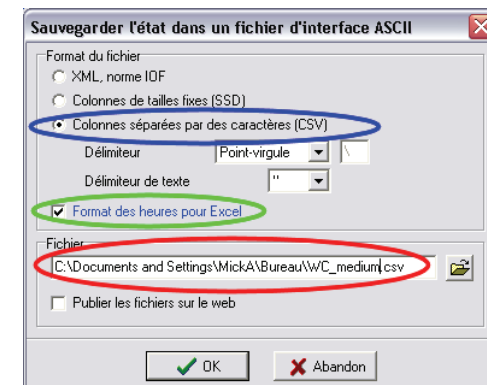 Sauvegarder l'état dans un fichier d'interface ASCII
Format du fichier
XML, norme IOF
Colonnes de tailles fixes (SSD)
Colonnes séparées par des caractères (CSV)
Délimiteur Point-virgule \
Délimiteur de texte "
Format des heures pour Excel
Fichier
C:\Documents and Settings\MickA\Bureau\WC_medium.csv
Publier les fichiers sur le web
OK Abandon